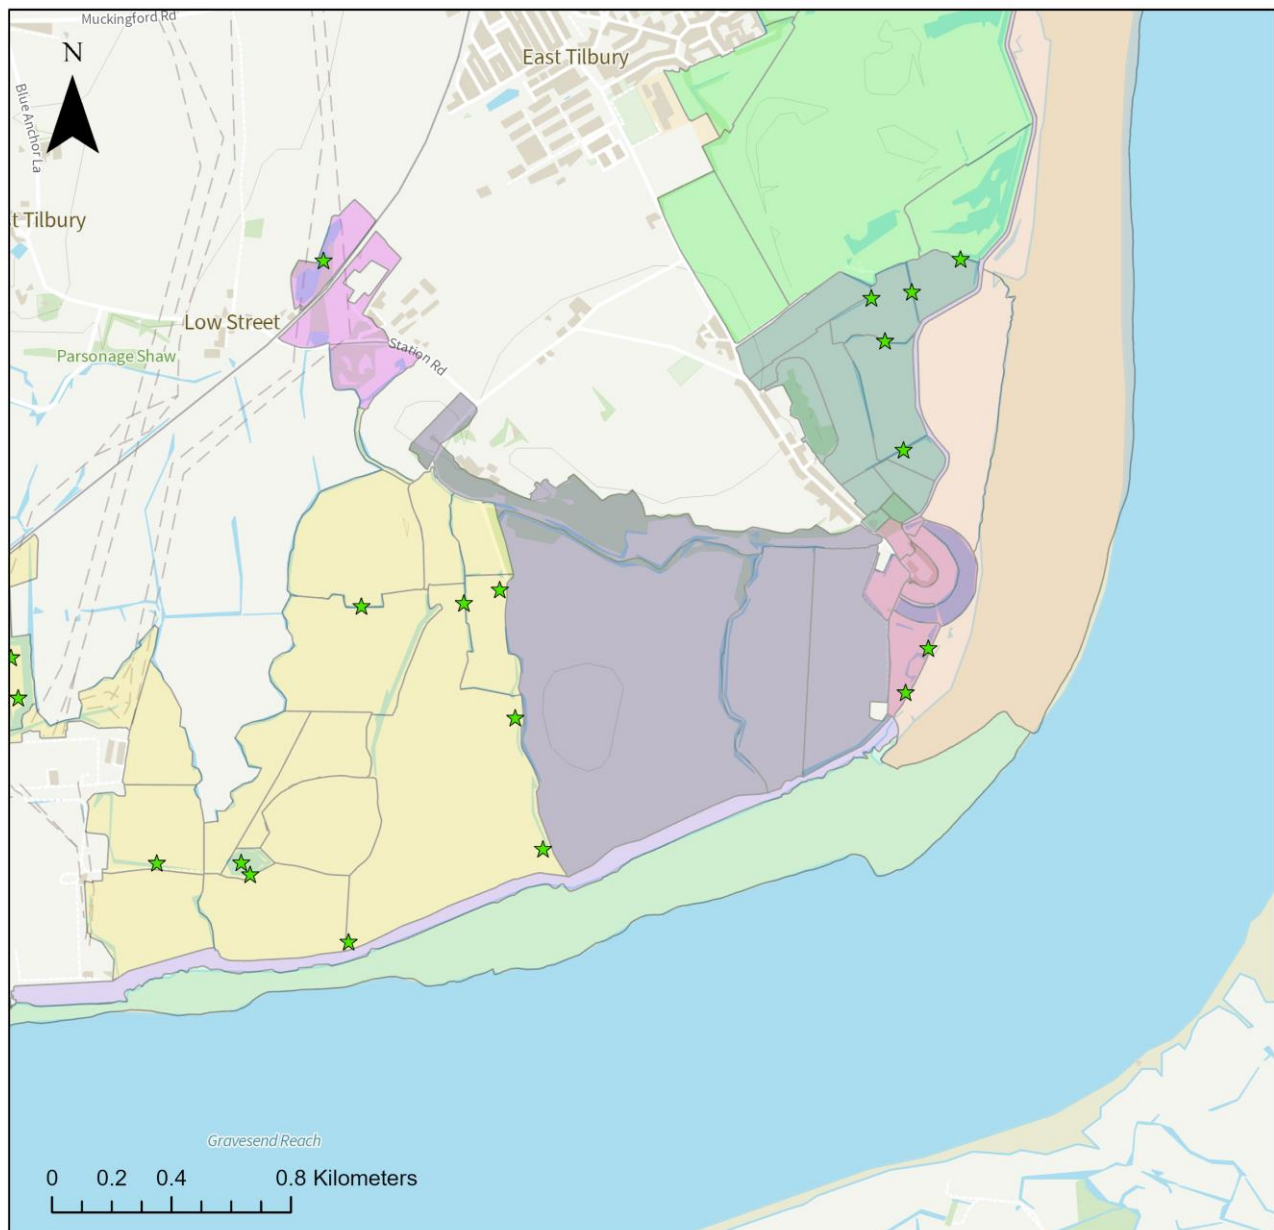 Muckingford Rd
N
East Tilbury
Blue Anchor La
t Tilbury
Low Street
Parsonage Shaw
Station Rd
Gravesend Reach
0 0.2 0.4 0.8 Kilometers